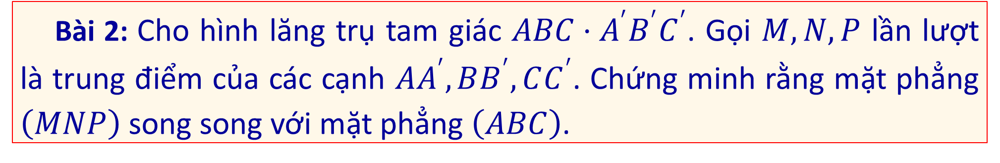 Bài 2: Cho hình lăng trụ tam giác ABC · A′B′C′. Gọi M, N, P lần lượt
là trung điểm của các cạnh AA′, BB′, CC′. Chứng minh rằng mặt phẳng
(MNP) song song với mặt phẳng (ABC).